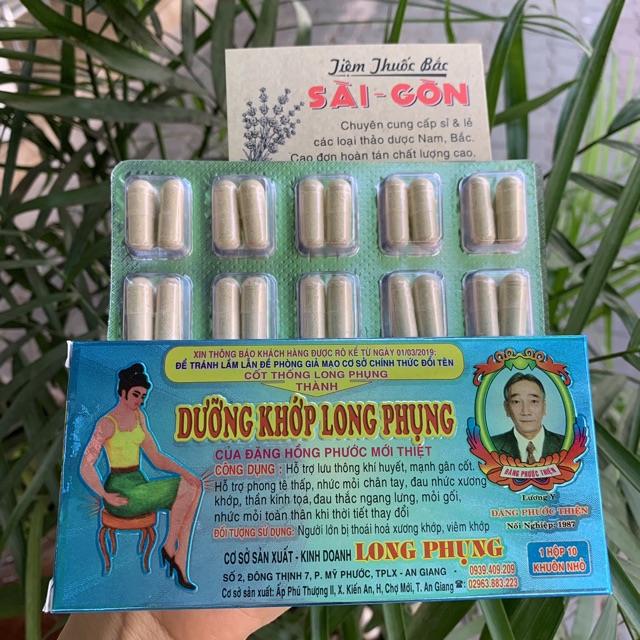 Tiệm Thuốc Bắc
SÀI-GÒN
Chuyên cung cấp sỉ & lẻ
các loại thảo dược Nam, Bắc.
Cao đơn hoàn tán chất lượng cao.
XIN THÔNG BÁO KHÁCH HÀNG ĐƯỢC RÕ KỂ TỪ NGÀY 01/03/2019:
ĐỂ TRÁNH LẦM LẪN ĐỀ PHÒNG GIẢ MẠO CƠ SỞ CHÍNH THỨC ĐỔI TÊN
CỐT THỐNG LONG PHỤNG
THÀNH
DƯỠNG KHỚP LONG PHỤNG
CỦA ĐẶNG HỒNG PHƯỚC MỚI THIỆT
CÔNG DỤNG: Hỗ trợ lưu thông khí huyết, mạnh gân cốt.
Hỗ trợ phong tê thấp, nhức mỏi chân tay, đau nhức xương
khớp, thần kinh tọa, đau thắc ngang lưng, mỏi gối,
nhức mỏi toàn thân khi thời tiết thay đổi
ĐỐI TƯỢNG SỬ DỤNG: Người lớn bị thoái hoá xương khớp, viêm khớp
CƠ SỞ SẢN XUẤT - KINH DOANH LONG PHỤNG
SỐ 2, ĐÔNG THỊNH 7, P. MỸ PHƯỚC, TPLX - AN GIANG
Cơ sở sản xuất: Ấp Phú Thượng II, X. Kiến An, H, Chợ Mới, T. An Giang
0939.409.209
02963.883.223
ĐẶNG PHƯỚC THIỆN
Lương Y
ĐẶNG PHƯỚC THIỆN
Nối Nghiệp: 1987
1 HỘP 10
KHUÔN NHỎ